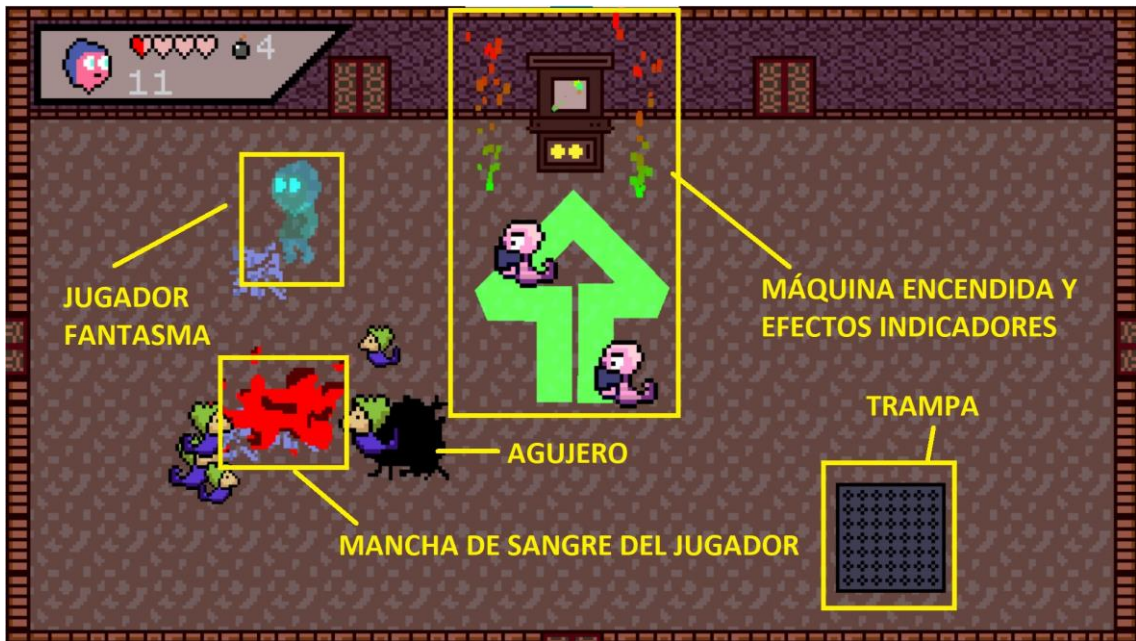 4
11
JUGADOR
FANTASMA
MÁQUINA ENCENDIDA Y
EFECTOS INDICADORES
TRAMPA
AGUJERO
MANCHA DE SANGRE DEL JUGADOR